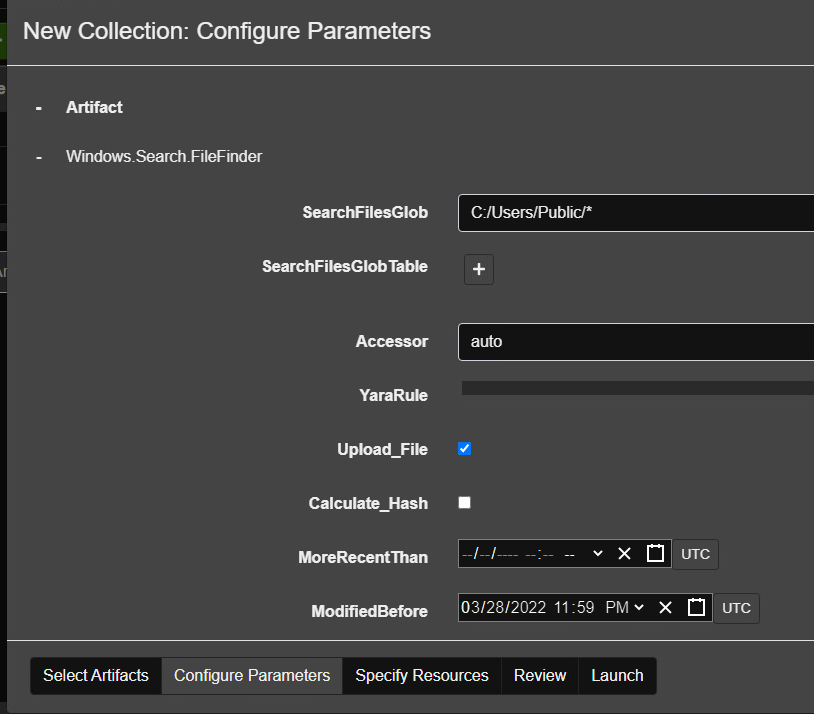 New Collection: Configure Parameters
- Artifact
- Windows.Search.FileFinder
SearchFilesGlob C:/Users/Public/*
SearchFilesGlobTable +
Accessor auto
YaraRule
Upload_File
Calculate_Hash
MoreRecentThan --/--/---- --:-- -- UTC
ModifiedBefore 03/28/2022 11:59 PM UTC
Select Artifacts Configure Parameters Specify Resources Review Launch